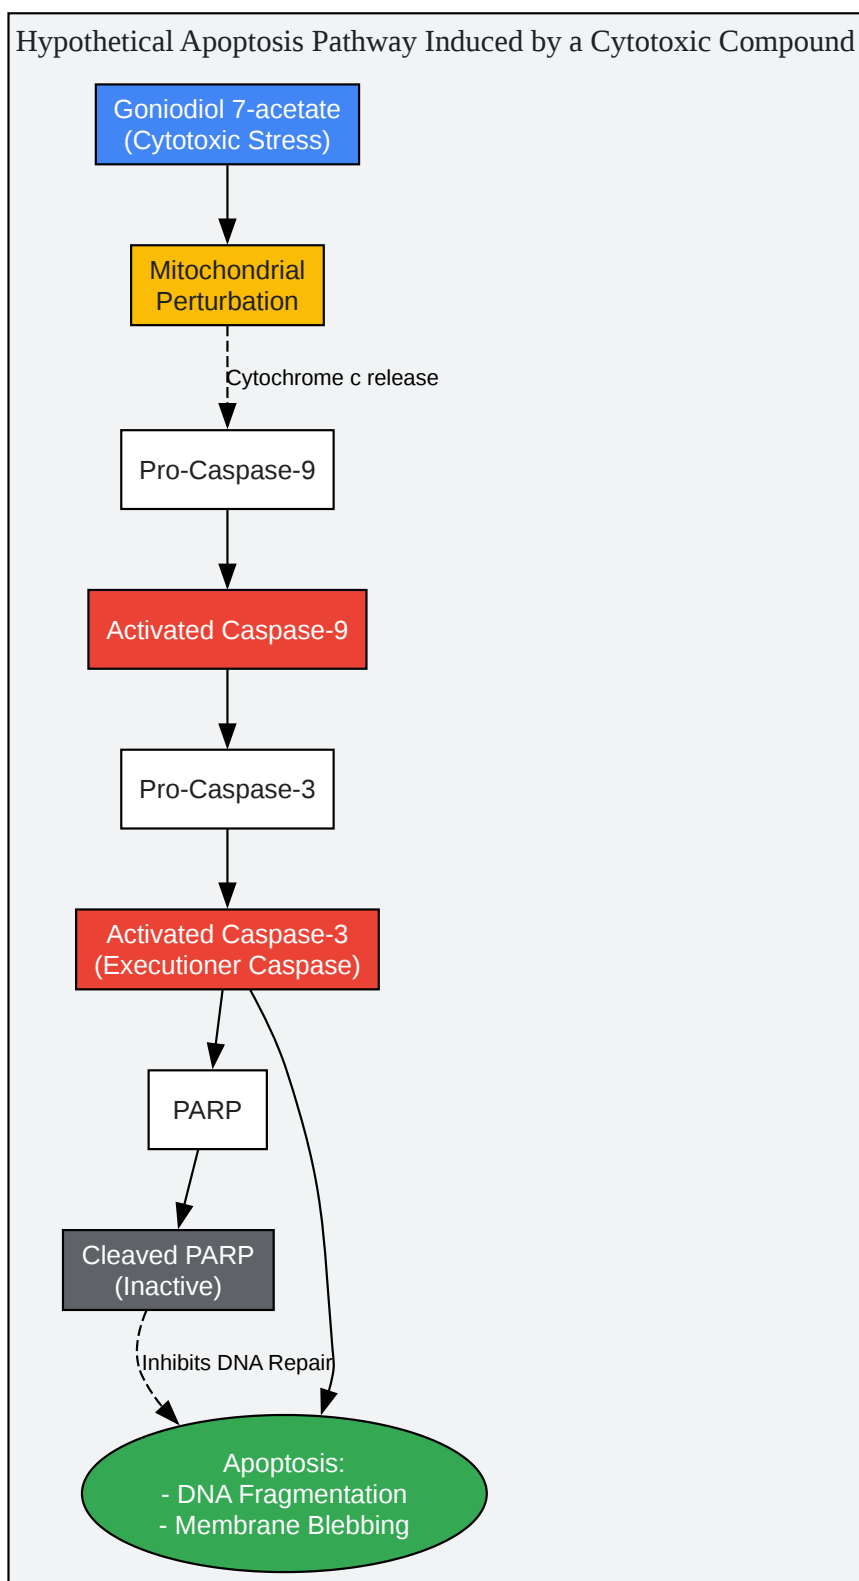 Hypothetical Apoptosis Pathway Induced by a Cytotoxic Compound
Goniodiol 7-acetate
(Cytotoxic Stress)
Mitochondrial
Perturbation
Cytochrome c release
Pro-Caspase-9
Activated Caspase-9
Pro-Caspase-3
Activated Caspase-3
(Executioner Caspase)
PARP
Cleaved PARP
(Inactive)
Inhibits DNA Repair
Apoptosis:
- DNA Fragmentation
- Membrane Blebbing